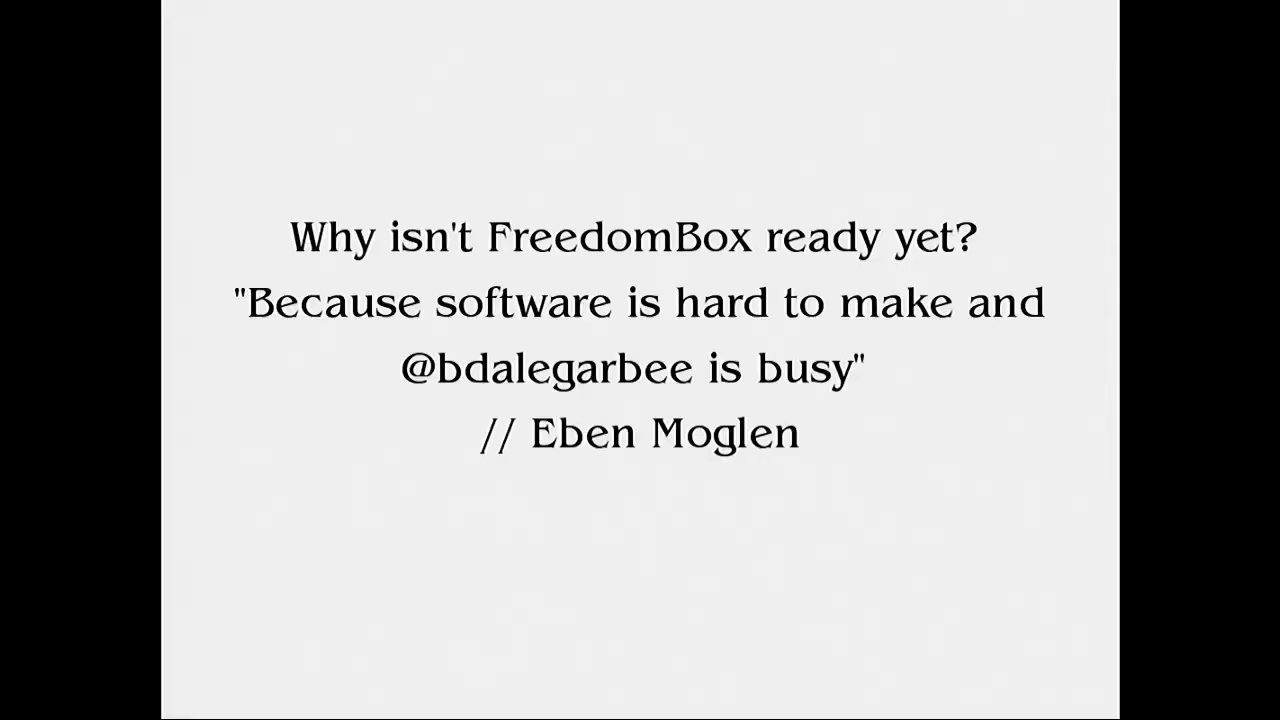 Why isn't FreedomBox ready yet?
"Because software is hard to make and
@bdalegarbee is busy"
// Eben Moglen